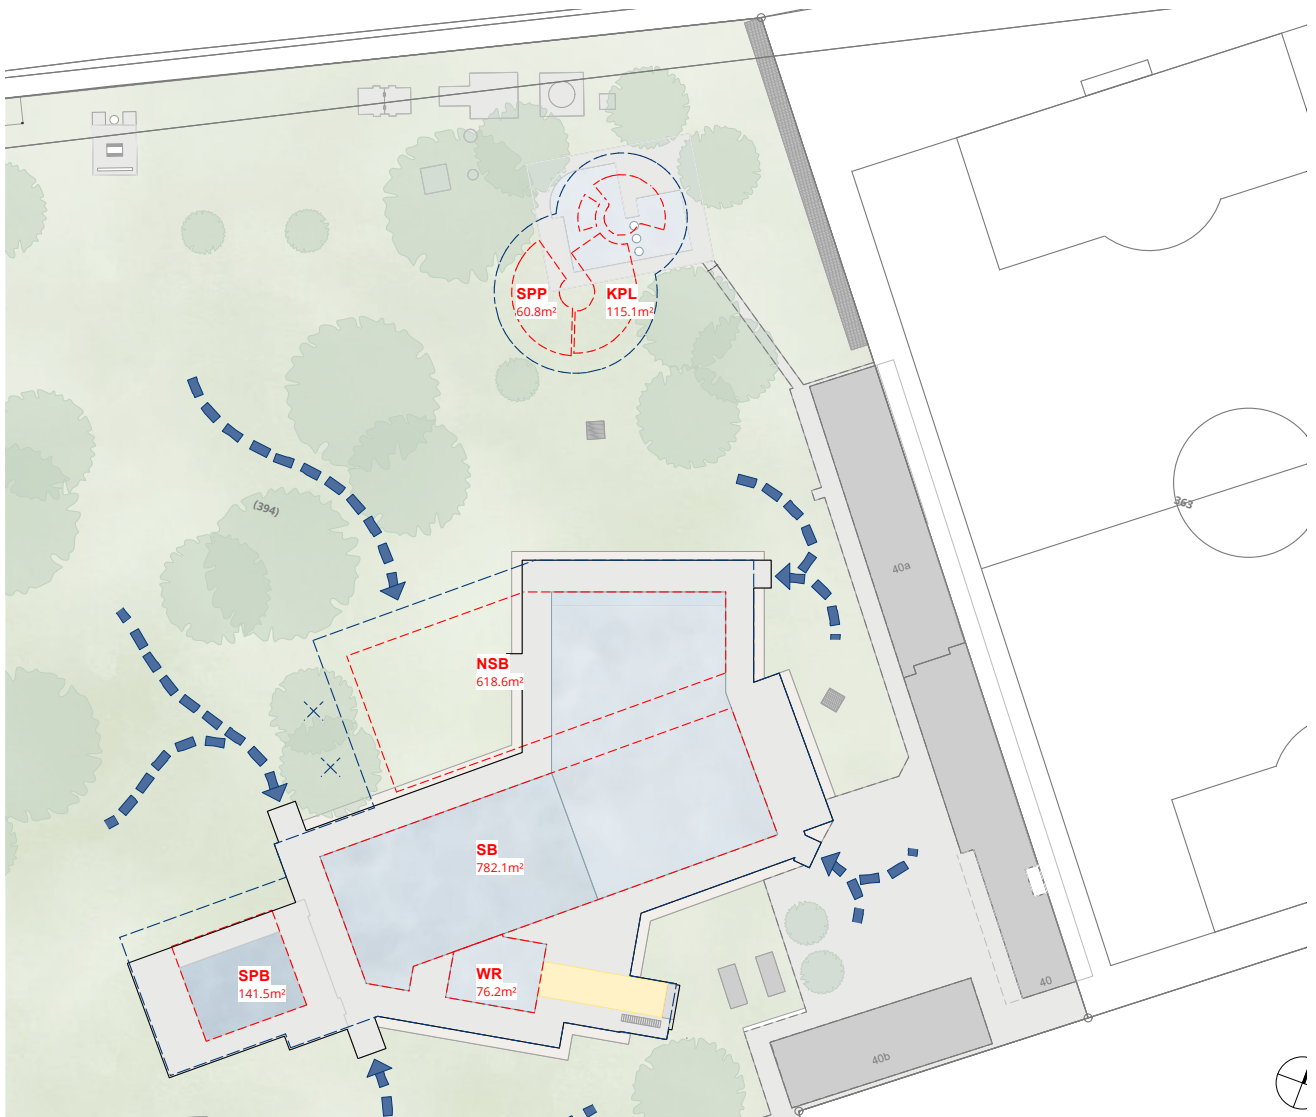 SPP
60.8m²
KPL
115.1m²
(394)
363
40a
NSB
618.6m²
SB
782.1m²
SPB
141.5m²
WR
76.2m²
40
40b